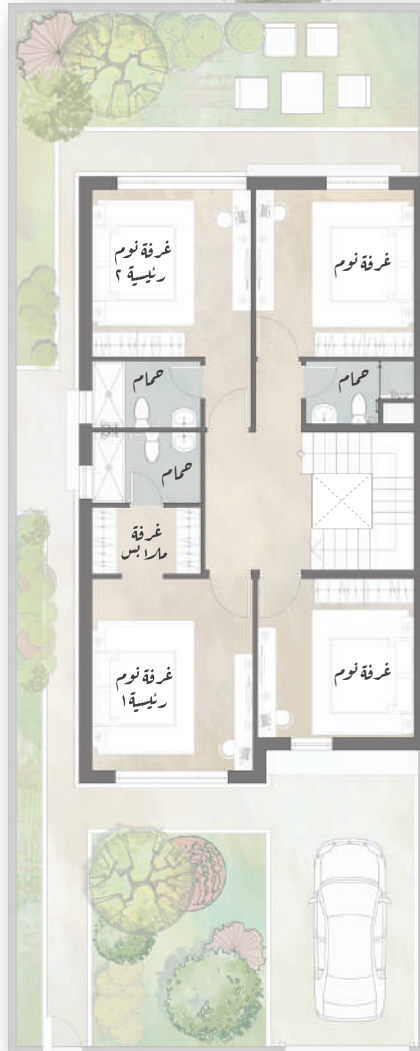 غرفة نوم
غرفة نوم
رئيسية ٢
حمام
حمام
حمام
غرفة
ملابس
غرفة نوم
غرفة نوم
رئيسية ١